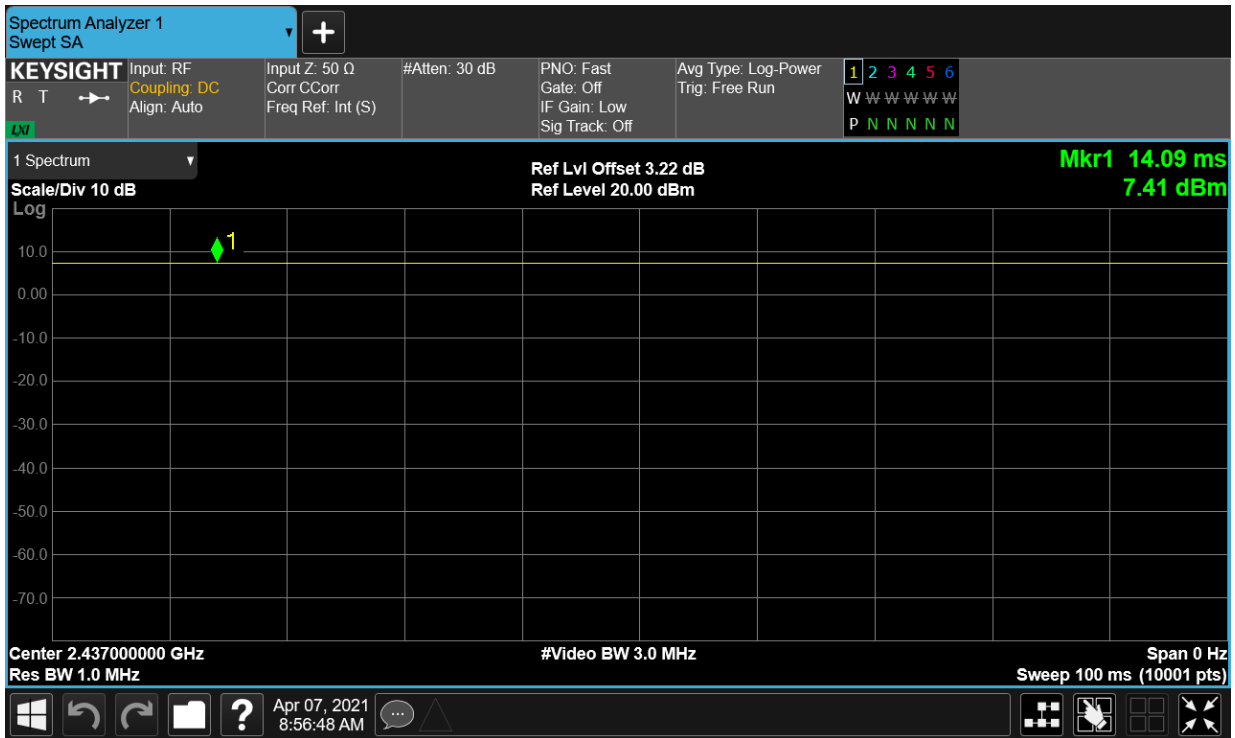 Spectrum Analyzer 1
Swept SA
KEYSIGHT
R T
LXI
Input: RF
Coupling: DC
Align: Auto
Input Z: 50 Ω
Corr CCorr
Freq Ref: Int (S)
#Atten: 30 dB
PNO: Fast
Gate: Off
IF Gain: Low
Sig Track: Off
Avg Type: Log-Power
Trig: Free Run
1 2 3 4 5 6
W W W W W W
P N N N N N
1 Spectrum
Scale/Div 10 dB
Log
Ref Lvl Offset 3.22 dB
Ref Level 20.00 dBm
Mkr1 14.09 ms
7.41 dBm
1
10.0
0.00
-10.0
-20.0
-30.0
-40.0
-50.0
-60.0
-70.0
Center 2.437000000 GHz
Res BW 1.0 MHz
#Video BW 3.0 MHz
Span 0 Hz
Sweep 100 ms (10001 pts)
?
Apr 07, 2021
8:56:48 AM